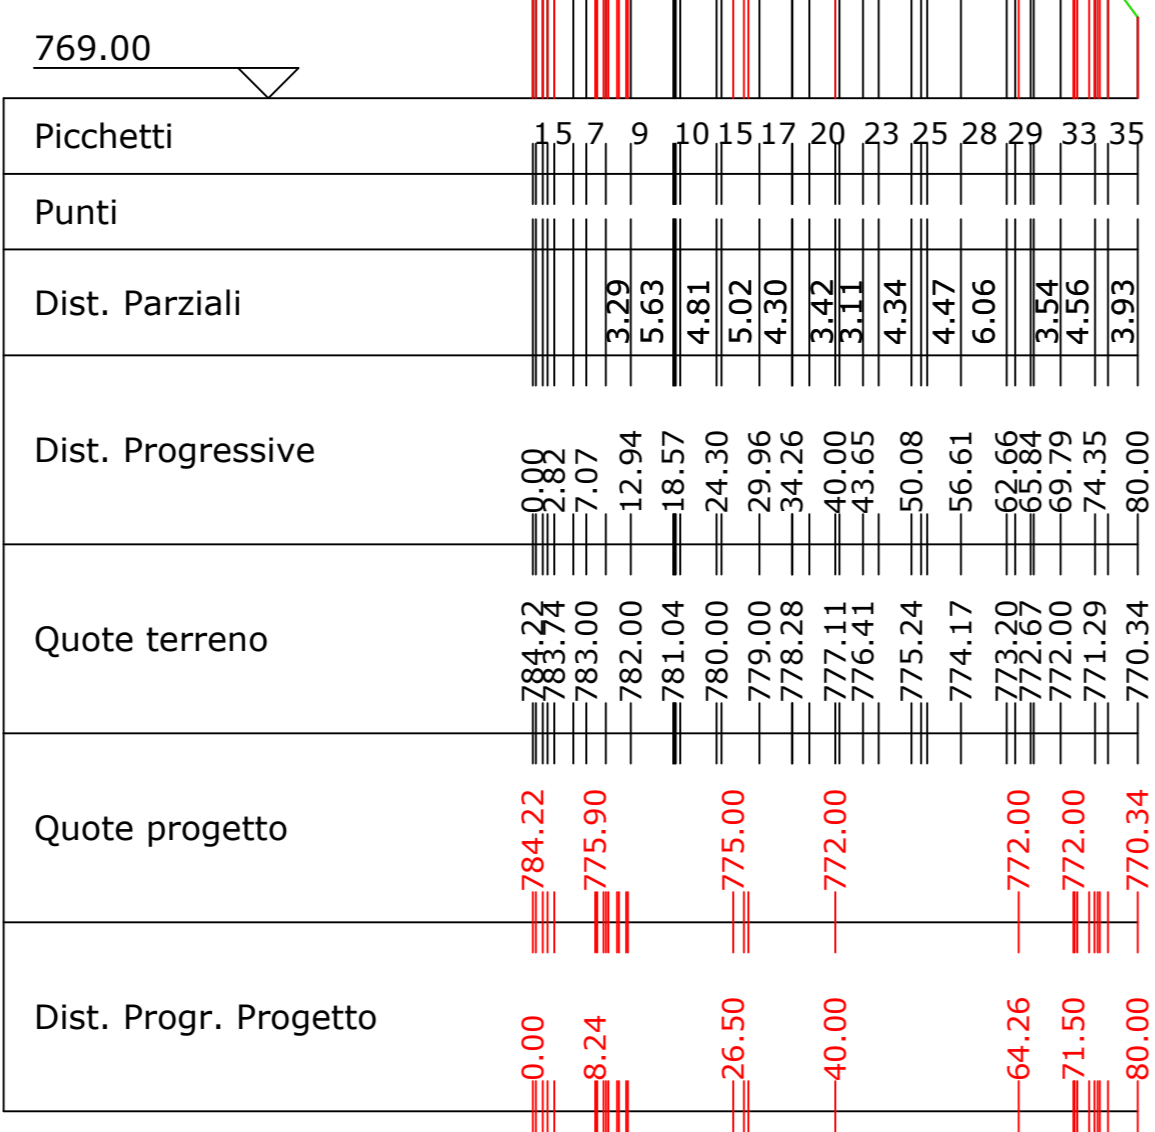 769.00
Picchetti 1 5 7 9 10 15 17 20 23 25 28 29 33 35
Punti
Dist. Parziali 3.29 5.63 4.81 5.02 4.30 3.42 3.11 4.34 4.47 6.06 3.54 4.56 3.93
Dist. Progressive 0.00 2.82 7.07 12.94 18.57 24.30 29.96 34.26 40.00 43.65 50.08 56.61 62.66 65.84 69.79 74.35 80.00
Quote terreno 784.22 783.74 783.00 782.00 781.04 780.00 779.00 778.28 777.11 776.41 775.24 774.17 773.20 772.67 772.00 771.29 770.34
Quote progetto 784.22 775.90 775.00 772.00 772.00 772.00 770.34
Dist. Progr. Progetto 0.00 8.24 26.50 40.00 64.26 71.50 80.00